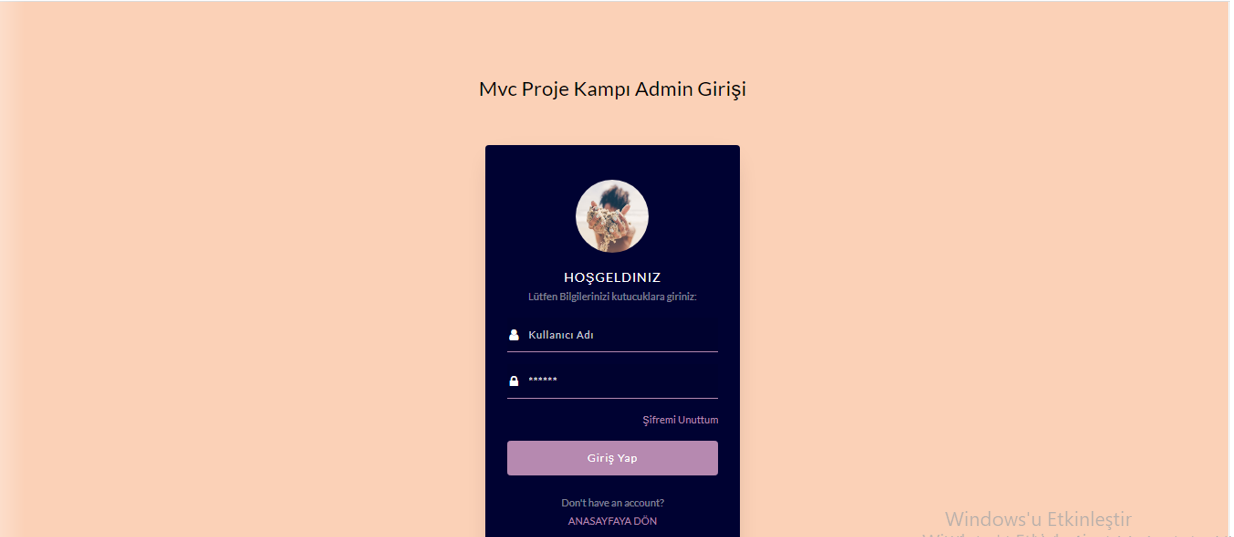 Mvc Proje Kampı Admin Girişi
HOŞGELDINIZ
Lütfen Bilgilerinizi kutucuklara giriniz:
Kullanıcı Adı
******
Şifremi Unuttum
Giriş Yap
Don't have an account?
ANASAYFAYA DÖN
Windows'u Etkinleştir